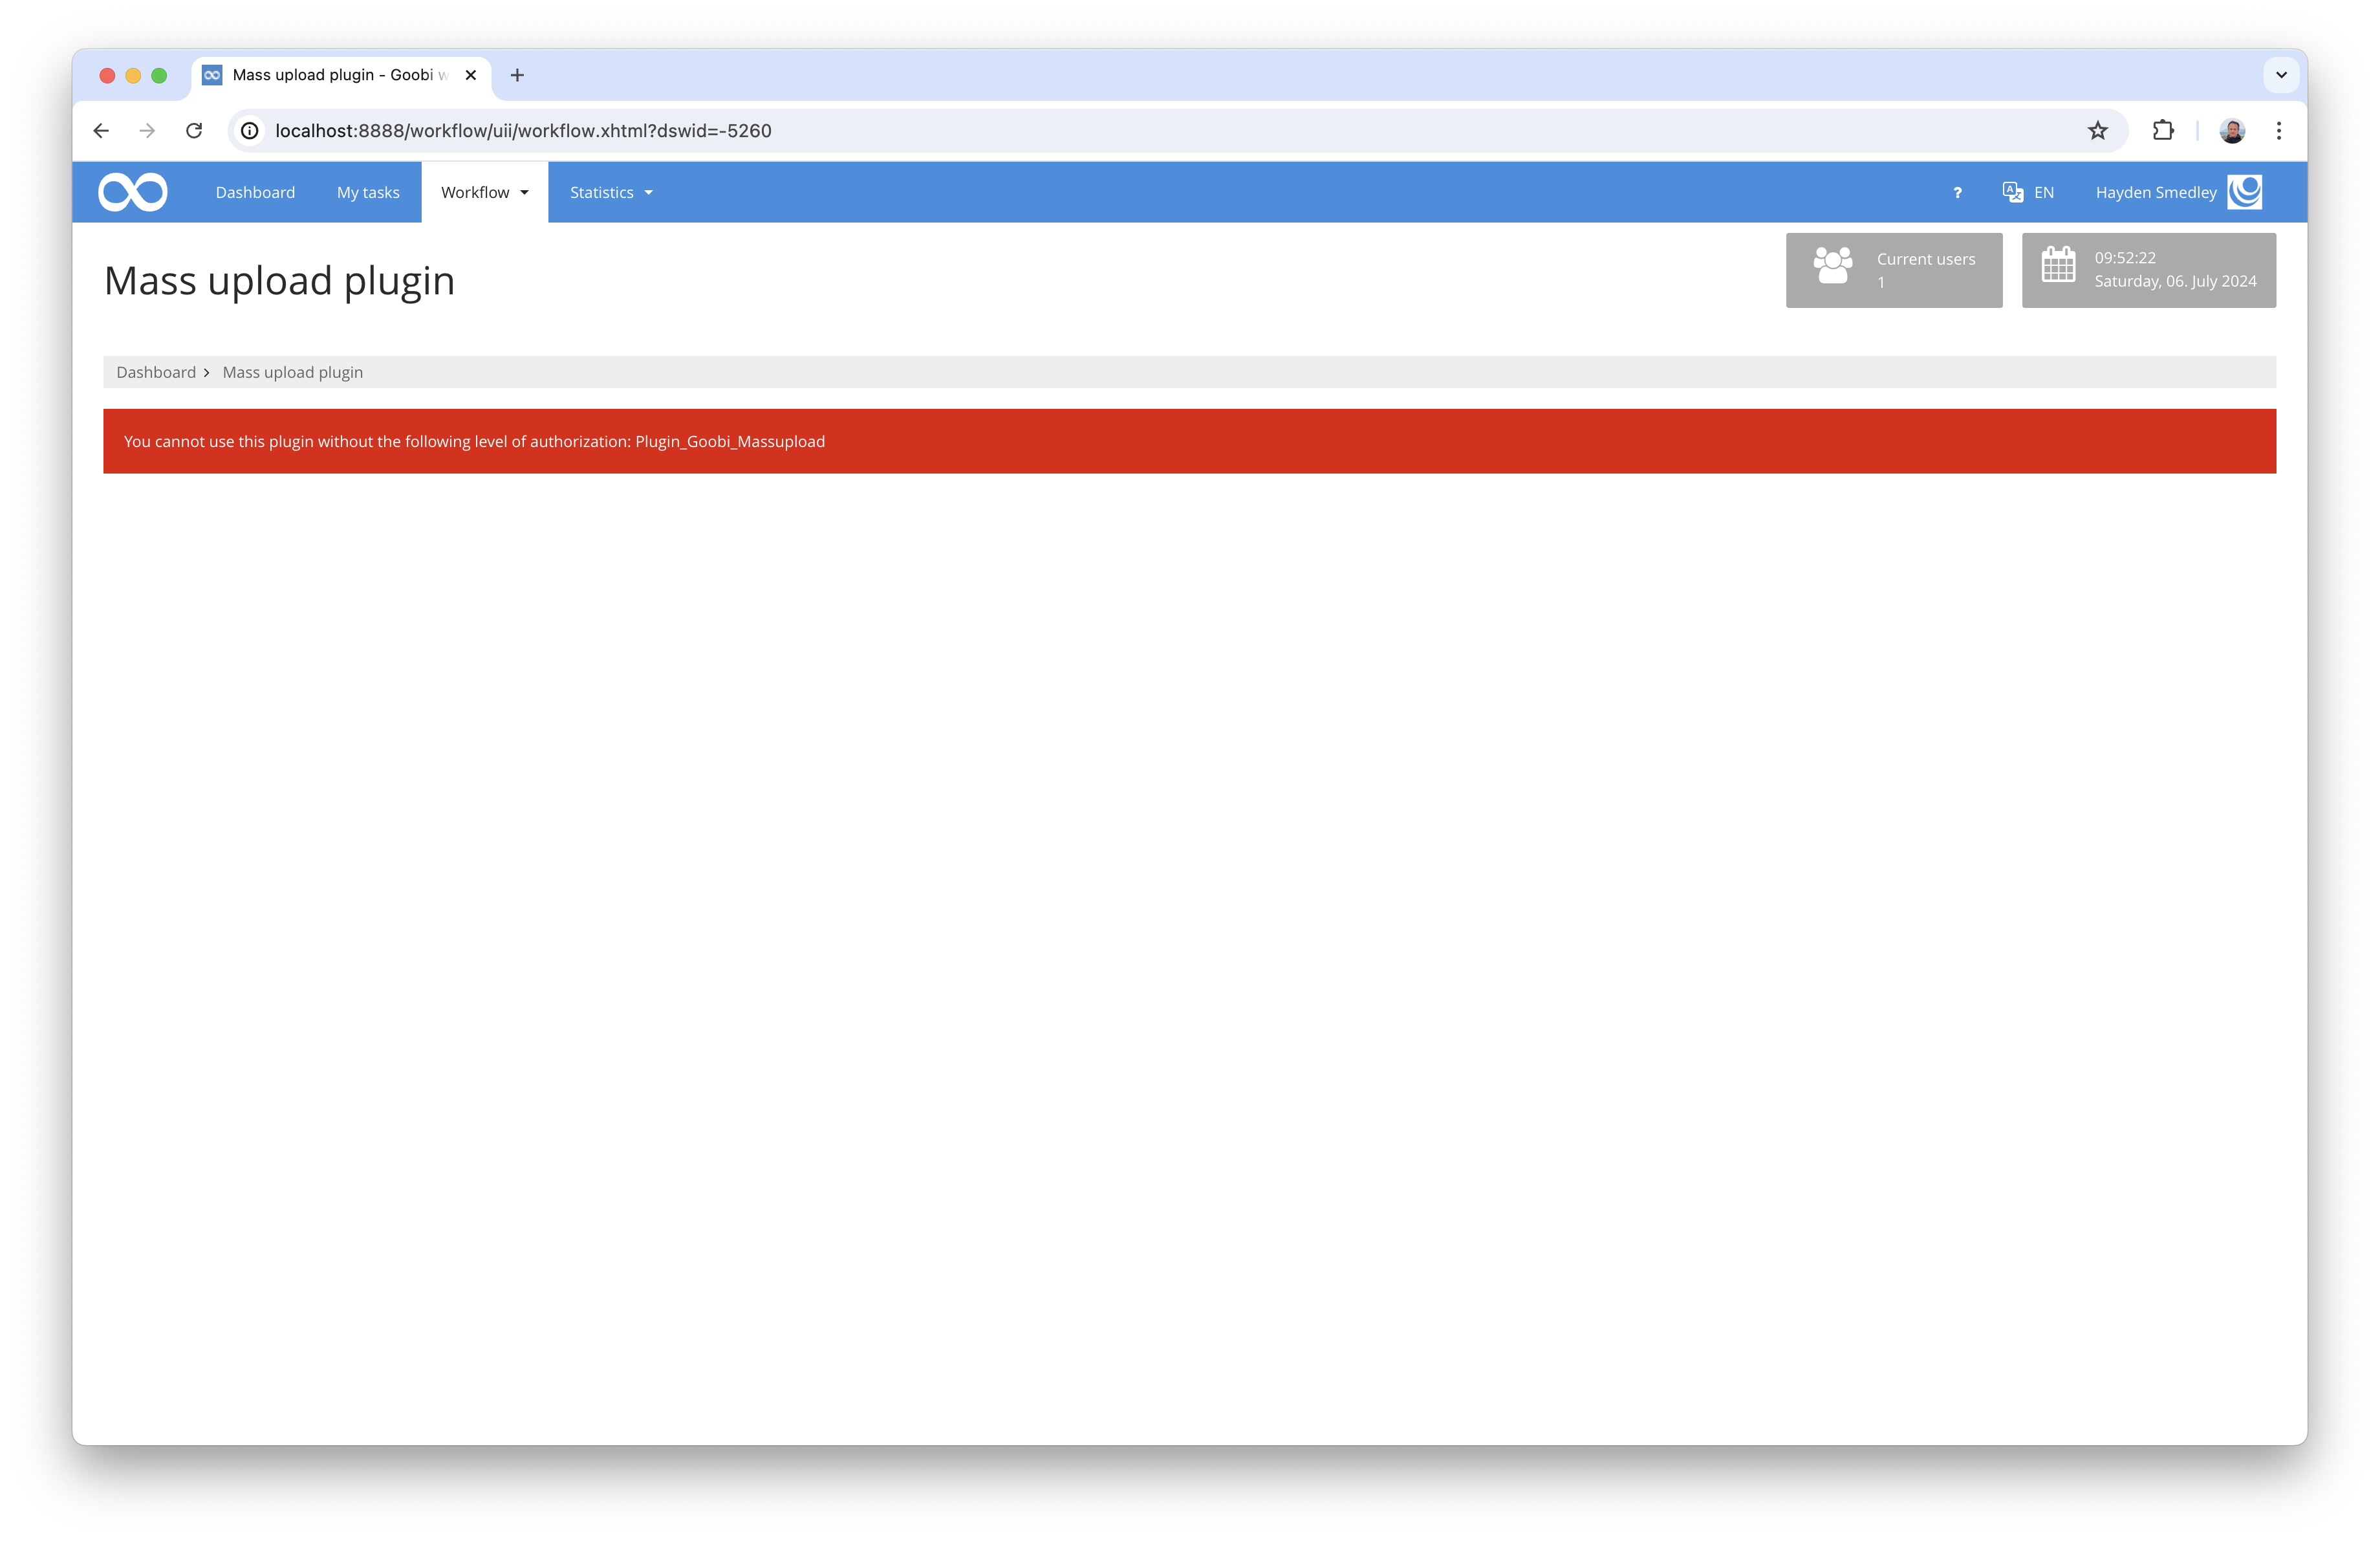 Mass upload plugin - Goobi w
localhost:8888/workflow/uii/workflow.xhtml?dswid=-5260
Dashboard My tasks Workflow Statistics ? EN Hayden Smedley
Mass upload plugin
Current users
1
09:52:22
Saturday, 06. July 2024
Dashboard > Mass upload plugin
You cannot use this plugin without the following level of authorization: Plugin_Goobi_Massupload